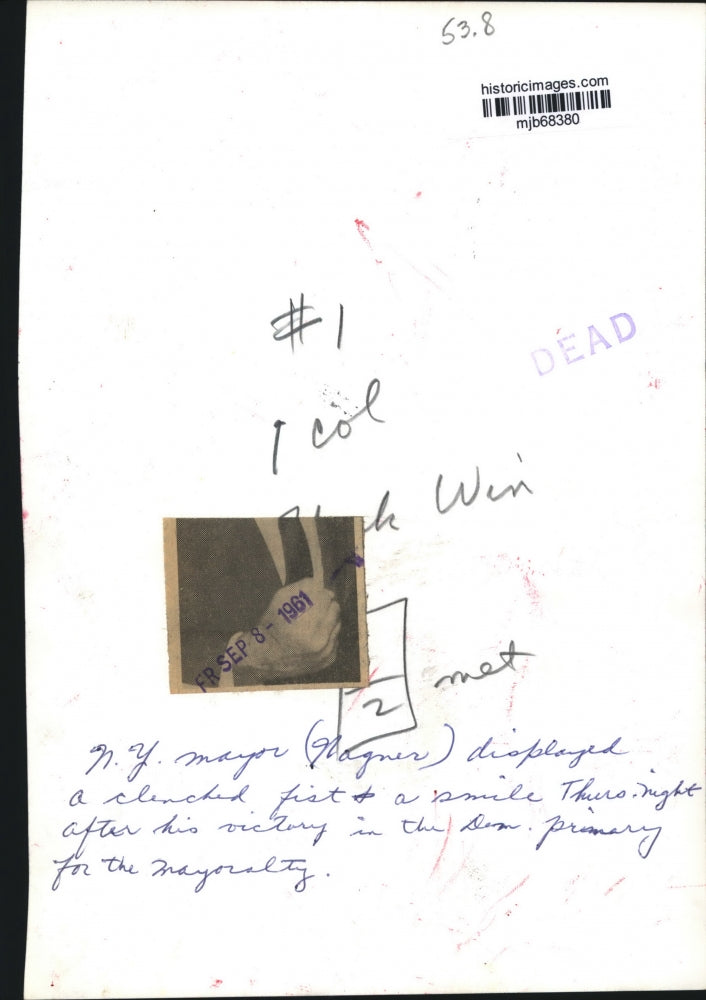 53.8
historicimages.com
mjb68380
#1
DEAD
1 col
k Win
FR SEP 8 - 1961
met
2
N.Y. mayor (Wagner) displayed
a clenched fist & a smile Thurs. night
after his victory in the Dem. primary
for the Mayoralty.